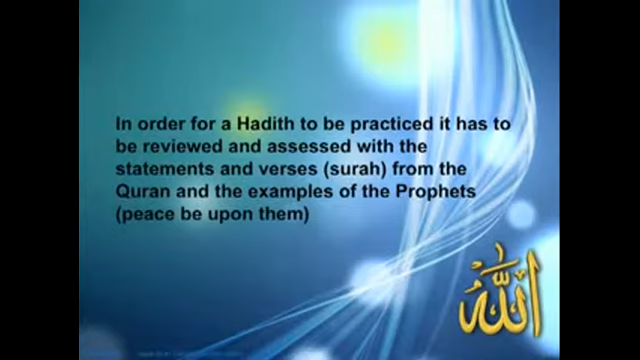 In order for a Hadith to be practiced it has to
be reviewed and assessed with the
statements and verses (surah) from the
Quran and the examples of the Prophets
(peace be upon them)
الله